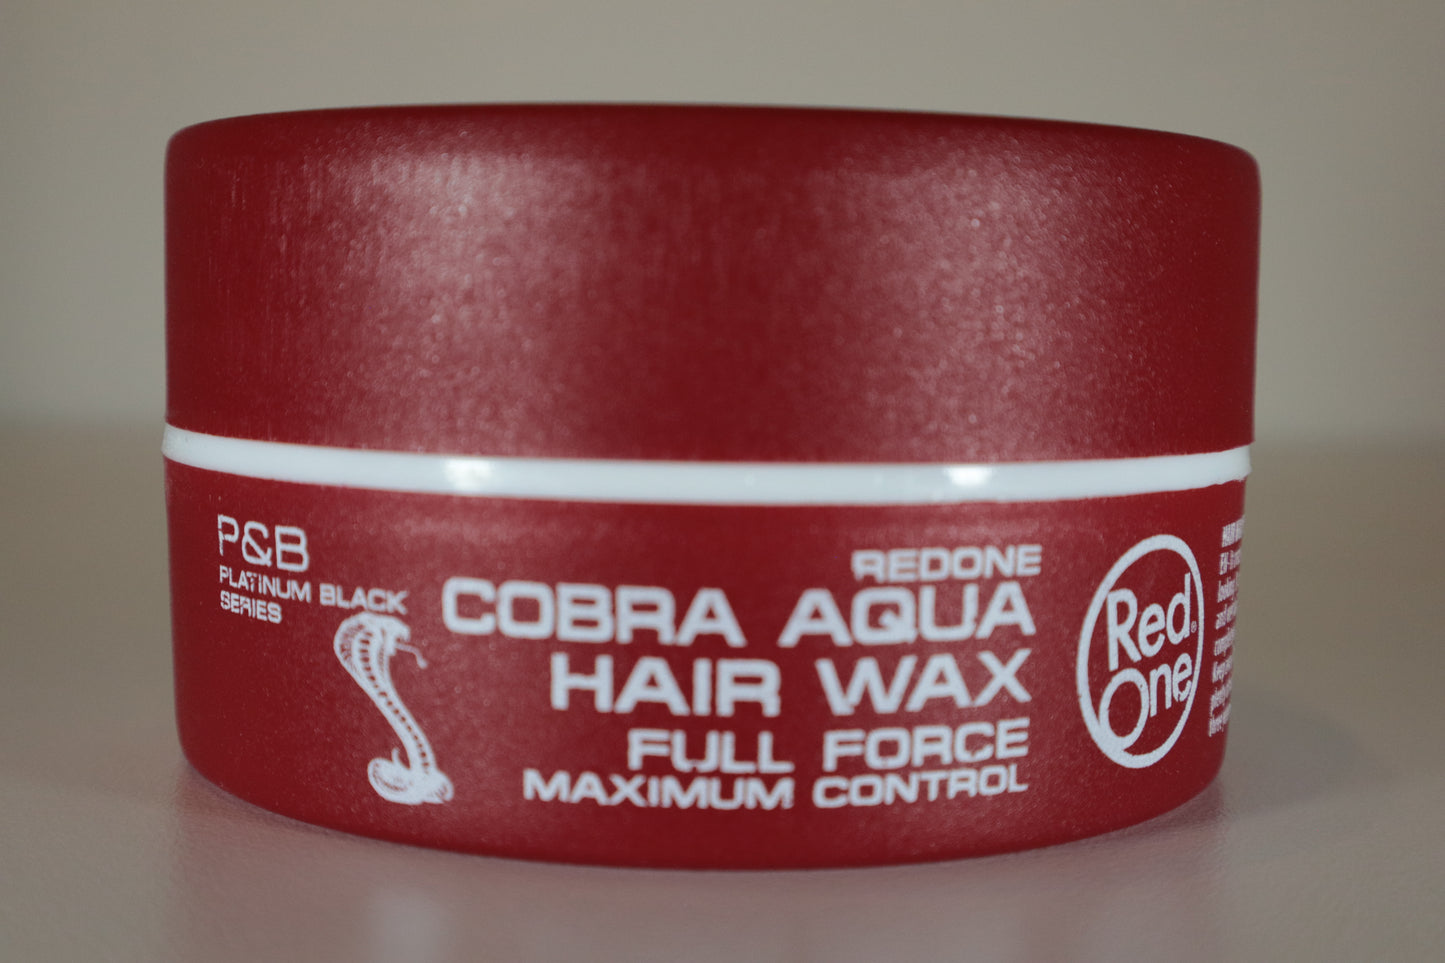 P&B
PLATINUM BLACK
SERIES
REDONE
COBRA AQUA
HAIR WAX
FULL FORCE
MAXIMUM CONTROL
Red
One
®